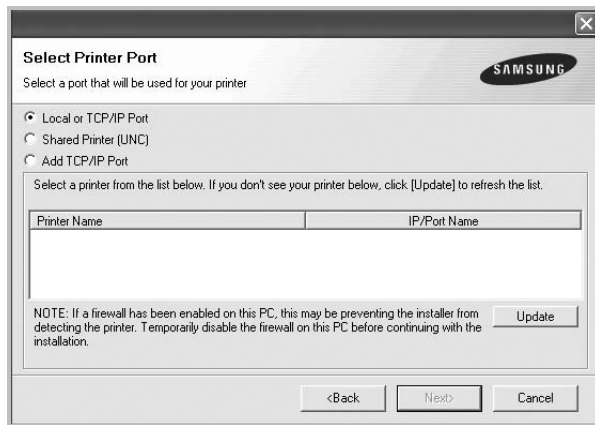 Select Printer Port
Select a port that will be used for your printer
SAMSUNG
Local or TCP/IP Port
Shared Printer (UNC)
Add TCP/IP Port
Select a printer from the list below. If you don't see your printer below, click [Update] to refresh the list.
Printer Name IP/Port Name
NOTE: If a firewall has been enabled on this PC, this may be preventing the installer from
detecting the printer. Temporarily disable the firewall on this PC before continuing with the
installation.
Update
<Back Next> Cancel